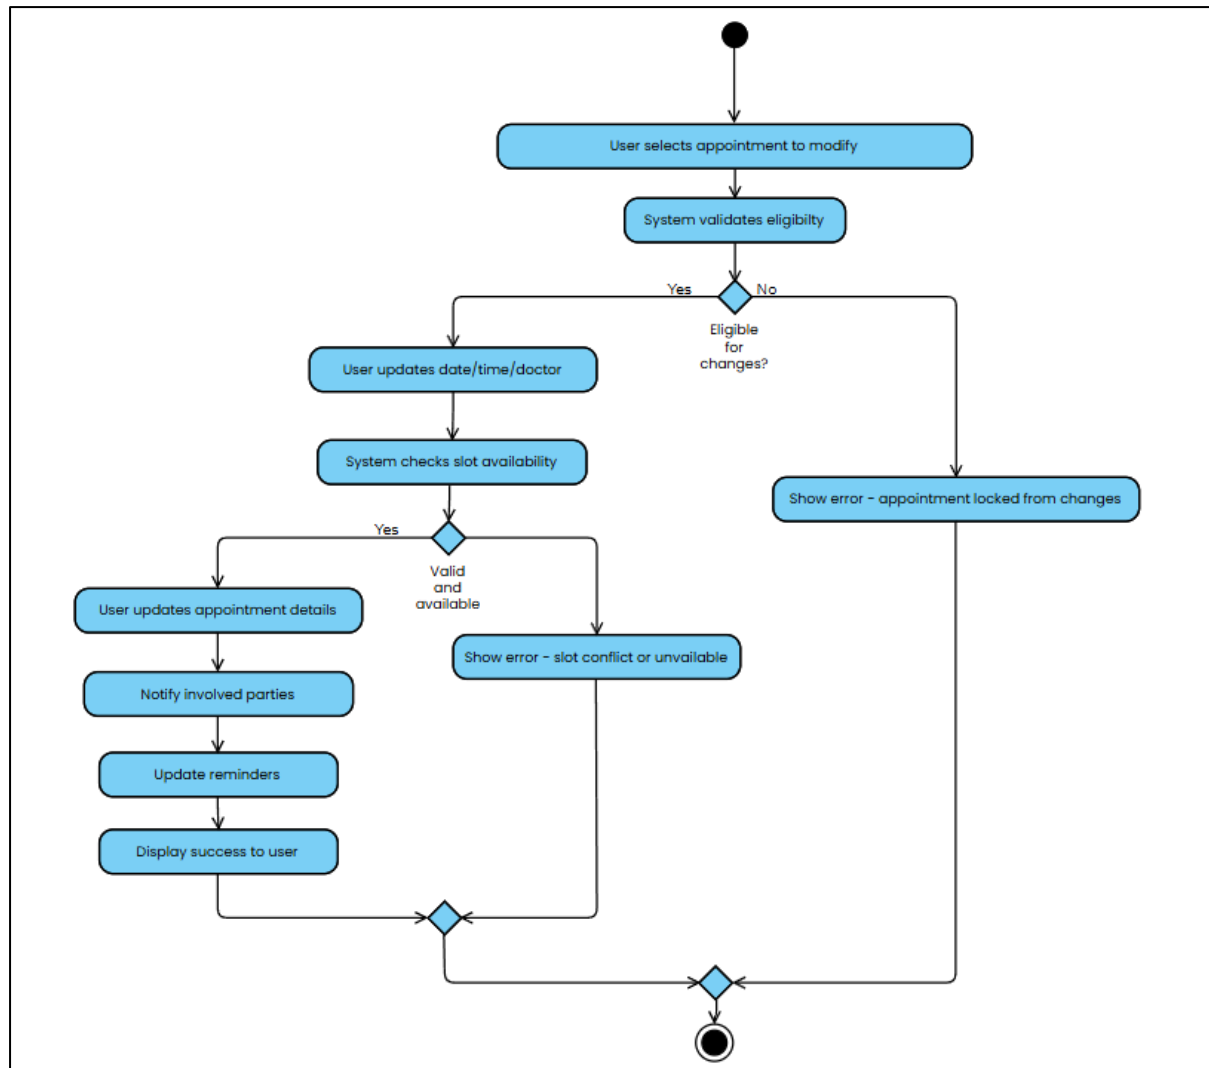 User selects appointment to modify
System validates eligibilty
Yes
No
Eligible
for
changes?
User updates date/time/doctor
System checks slot availability
Show error - appointment locked from changes
Yes
Valid
and
available
User updates appointment details
Show error - slot conflict or unvailable
Notify involved parties
Update reminders
Display success to user